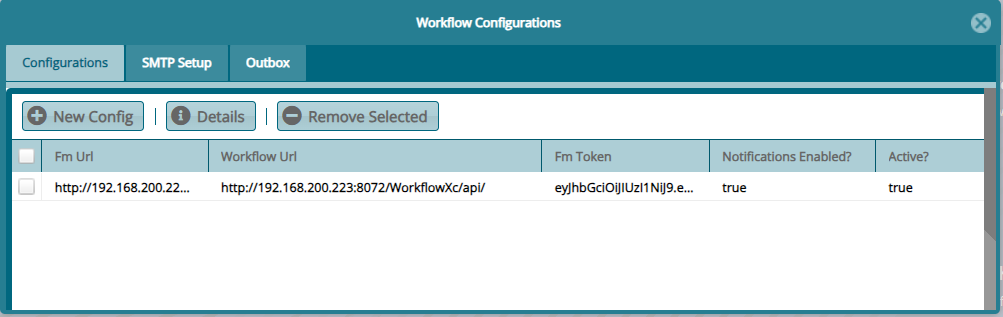 Workflow Configurations
Configurations SMTP Setup Outbox
New Config | Details | Remove Selected
Fm Url Workflow Url Fm Token Notifications Enabled? Active?
http://192.168.200.22... http://192.168.200.223:8072/WorkflowXc/api/ eyJhbGciOiJIUzI1NiJ9.e... true true